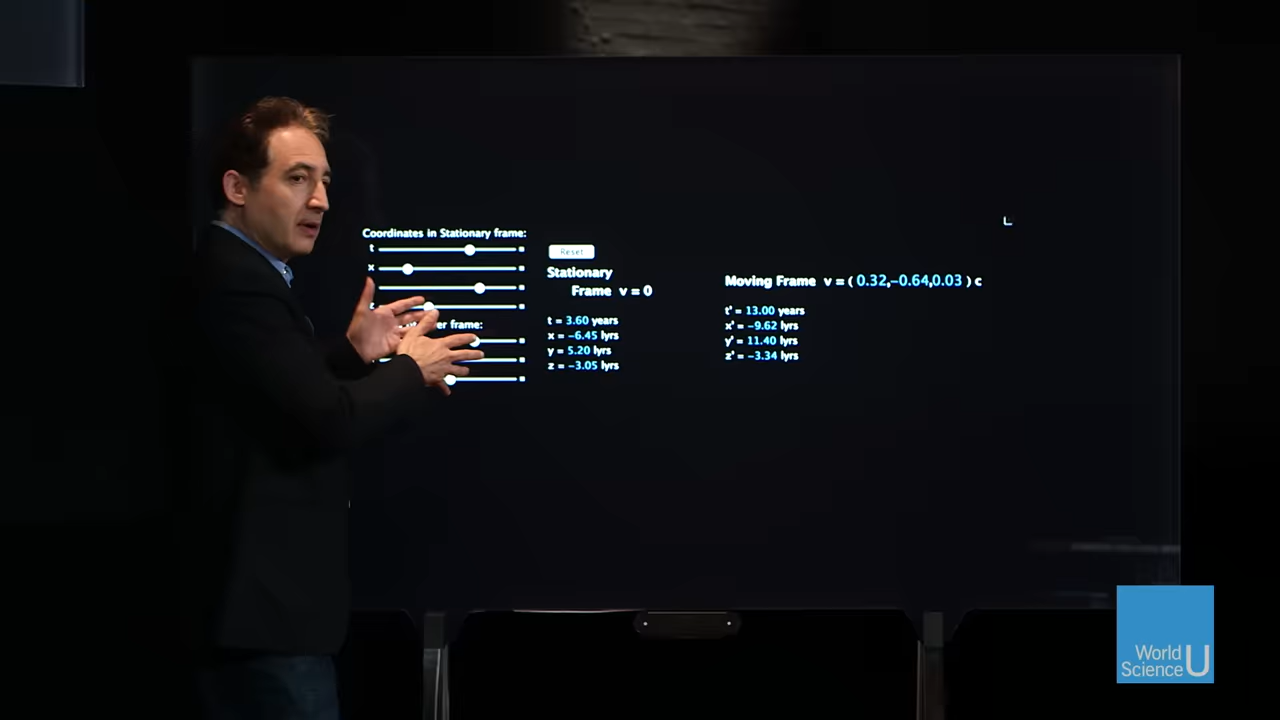 Coordinates in Stationary frame:
t
x
er frame:
Reset
Stationary
Frame v = 0
t = 3.60 years
x = −6.45 lyrs
y = 5.20 lyrs
z = −3.05 lyrs
Moving Frame v = ( 0.32,−0.64,0.03 ) c
t' = 13.00 years
x' = −9.62 lyrs
y' = 11.40 lyrs
z' = −3.34 lyrs
World
Science U